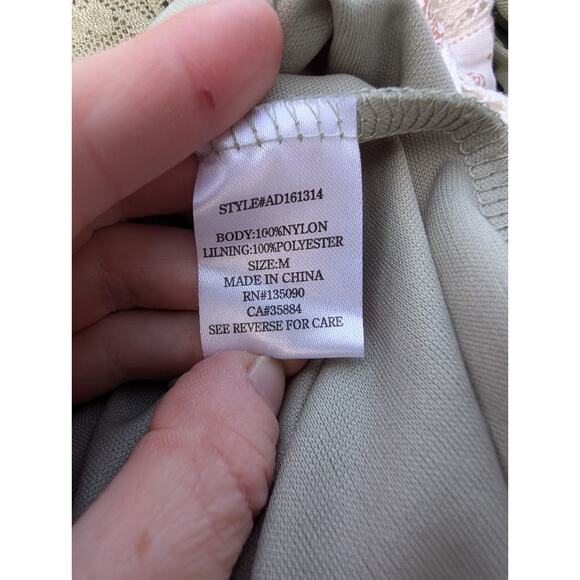 STYLE#AD161314
BODY:100%NYLON
LILNING:100%POLYESTER
SIZE:M
MADE IN CHINA
RN#135090
CA#35884
SEE REVERSE FOR CARE